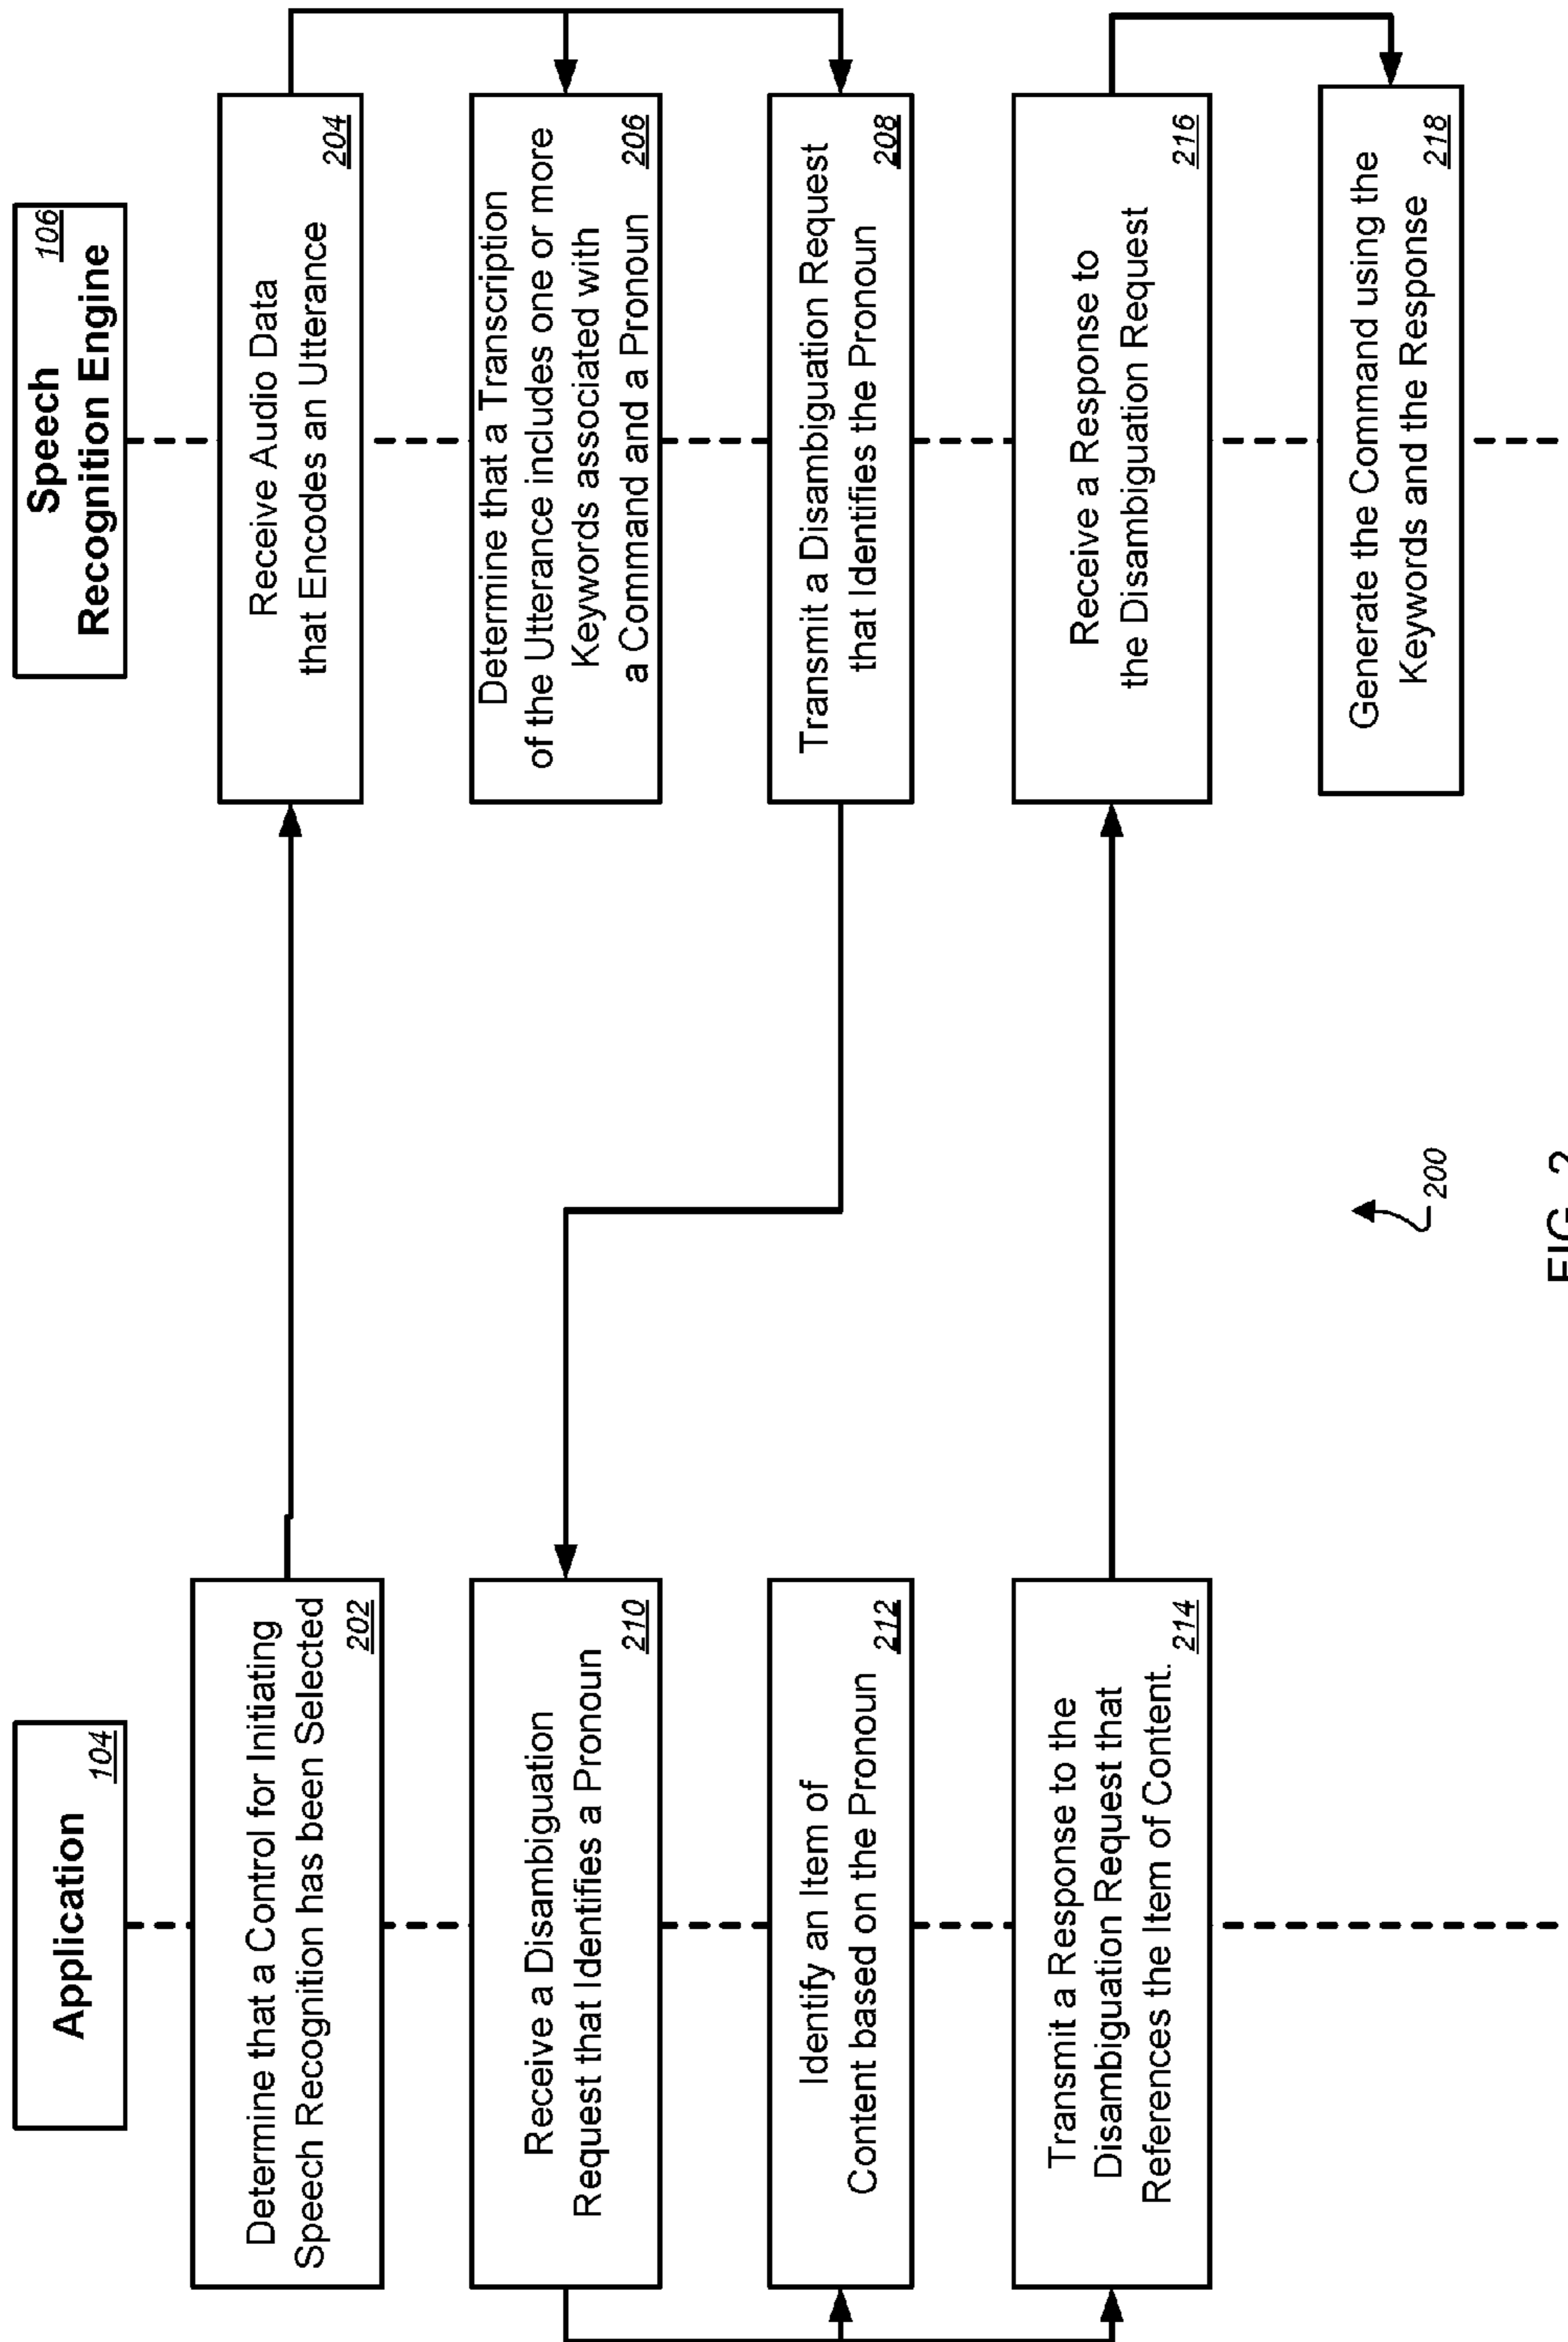 Application
104
Speech
Recognition Engine
106
Determine that a Control for Initiating
Speech Recognition has been Selected
202
Receive Audio Data
that Encodes an Utterance
204
Determine that a Transcription
of the Utterance includes one or more
Keywords associated with
a Command and a Pronoun
206
Transmit a Disambiguation Request
that Identifies the Pronoun
208
Receive a Disambiguation
Request that Identifies a Pronoun
210
Identify an Item of
Content based on the Pronoun
212
Transmit a Response to the
Disambiguation Request that
References the Item of Content.
214
Receive a Response to
the Disambiguation Request
216
Generate the Command using the
Keywords and the Response
218
200
FIG. 2